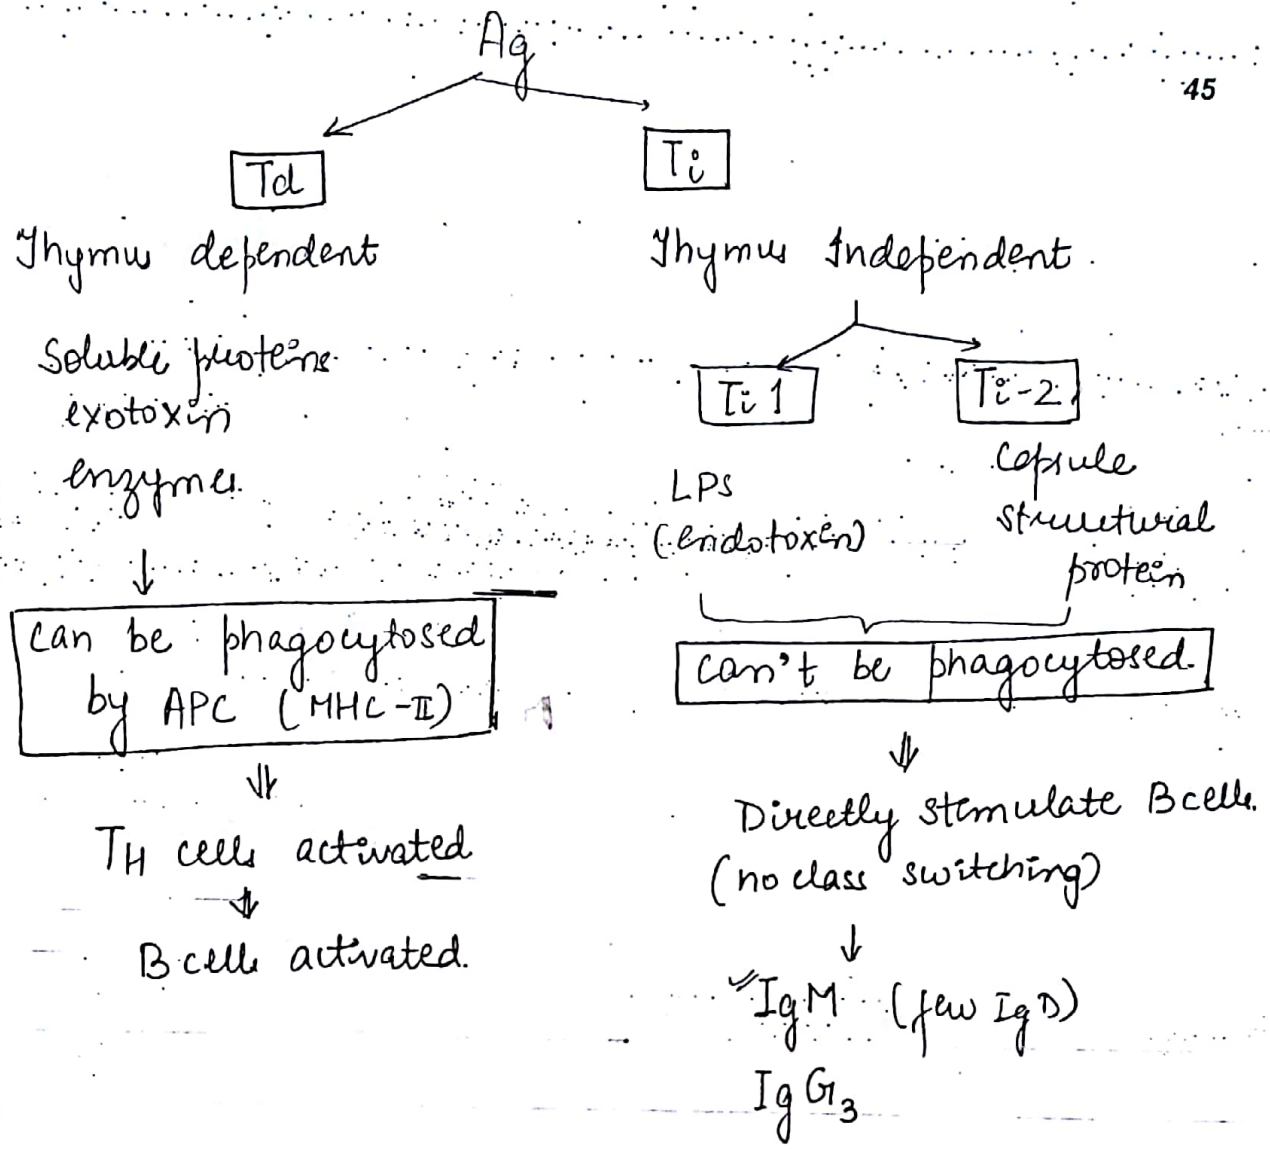 Ag
45
Td
Ti
Thymus dependent
Thymus Independent.
Soluble proteins
exotoxin
enzymes.
Ti 1
Ti-2
LPS
(endotoxin)
Capsule
structural
protein
can be phagocytosed
by APC (MHC-II)
can't be phagocytosed.
TH cells activated
B cells activated.
Directly stimulate B cells.
(no class switching)
IgM (few IgD)
IgG3